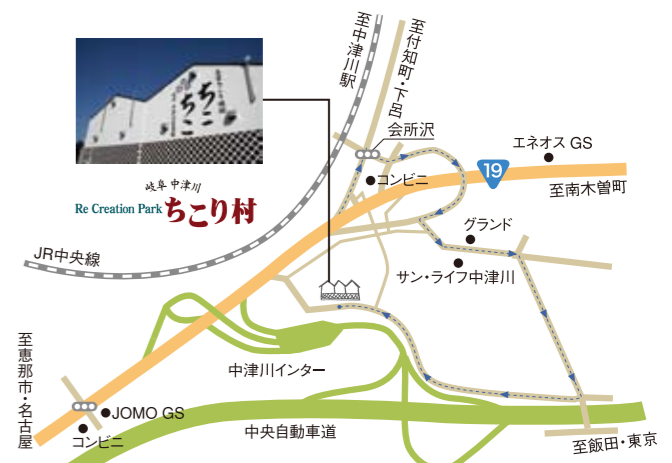 至中津川駅
至付知町・下呂
会所沢
エネオス GS
コンビニ
19
至南木曽町
岐阜 中津川
Re Creation Park ちこり村
グランド
サン・ライフ中津川
JR中央線
至恵那市・名古屋
中津川インター
JOMO GS
コンビニ
中央自動車道
至飯田・東京